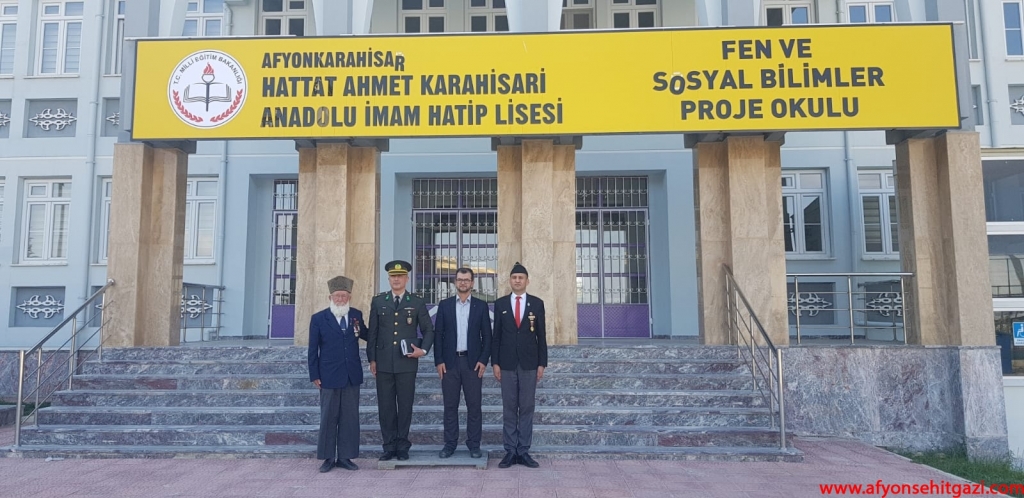 AFYONKARAHİSAR
HATTAT AHMET KARAHİSARİ
ANADOLU İMAM HATİP LİSESİ
FEN VE
SOSYAL BİLİMLER
PROJE OKULU
T.C. MİLLİ EĞİTİM BAKANLIĞI
www.afyonsehitgazi.com